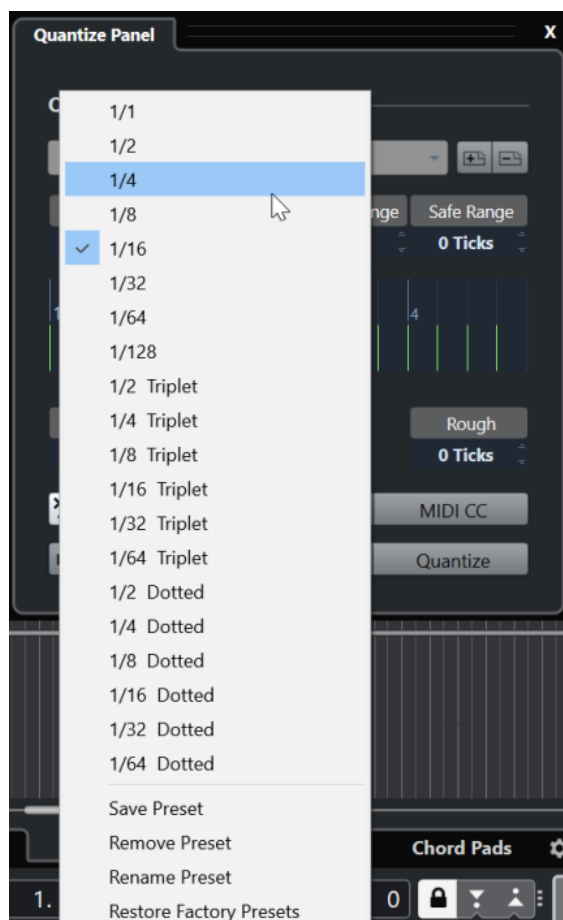 Quantize Panel X
1/1
1/2
1/4
1/8
Safe Range
1/16
0 Ticks
1/32
1/64
4
1/128
1/2 Triplet
1/4 Triplet
Rough
1/8 Triplet
0 Ticks
1/16 Triplet
1/32 Triplet
MIDI CC
1/64 Triplet
Quantize
1/2 Dotted
1/4 Dotted
1/8 Dotted
1/16 Dotted
1/32 Dotted
1/64 Dotted
Save Preset
Remove Preset
Chord Pads
Rename Preset
1. 0
Restore Factory Presets